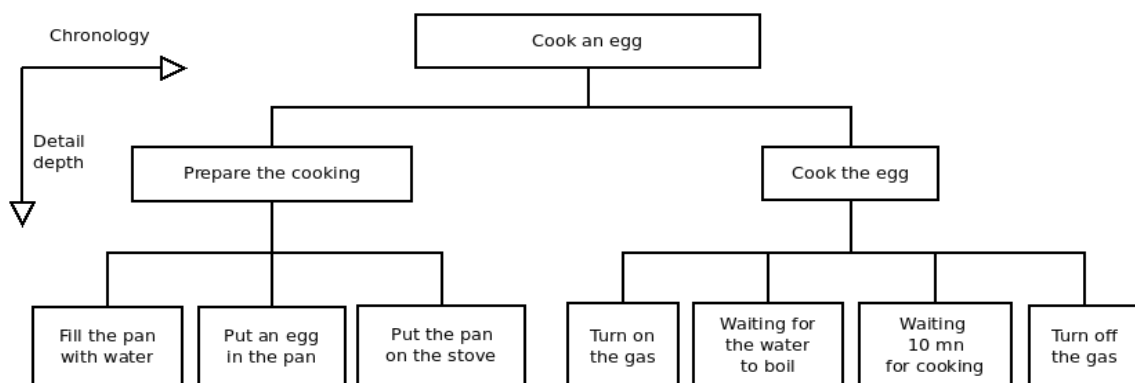 Chronology
Cook an egg
Detail
depth
Prepare the cooking
Cook the egg
Fill the pan
with water
Put an egg
in the pan
Put the pan
on the stove
Turn on
the gas
Waiting for
the water
to boil
Waiting
10 mn
for cooking
Turn off
the gas